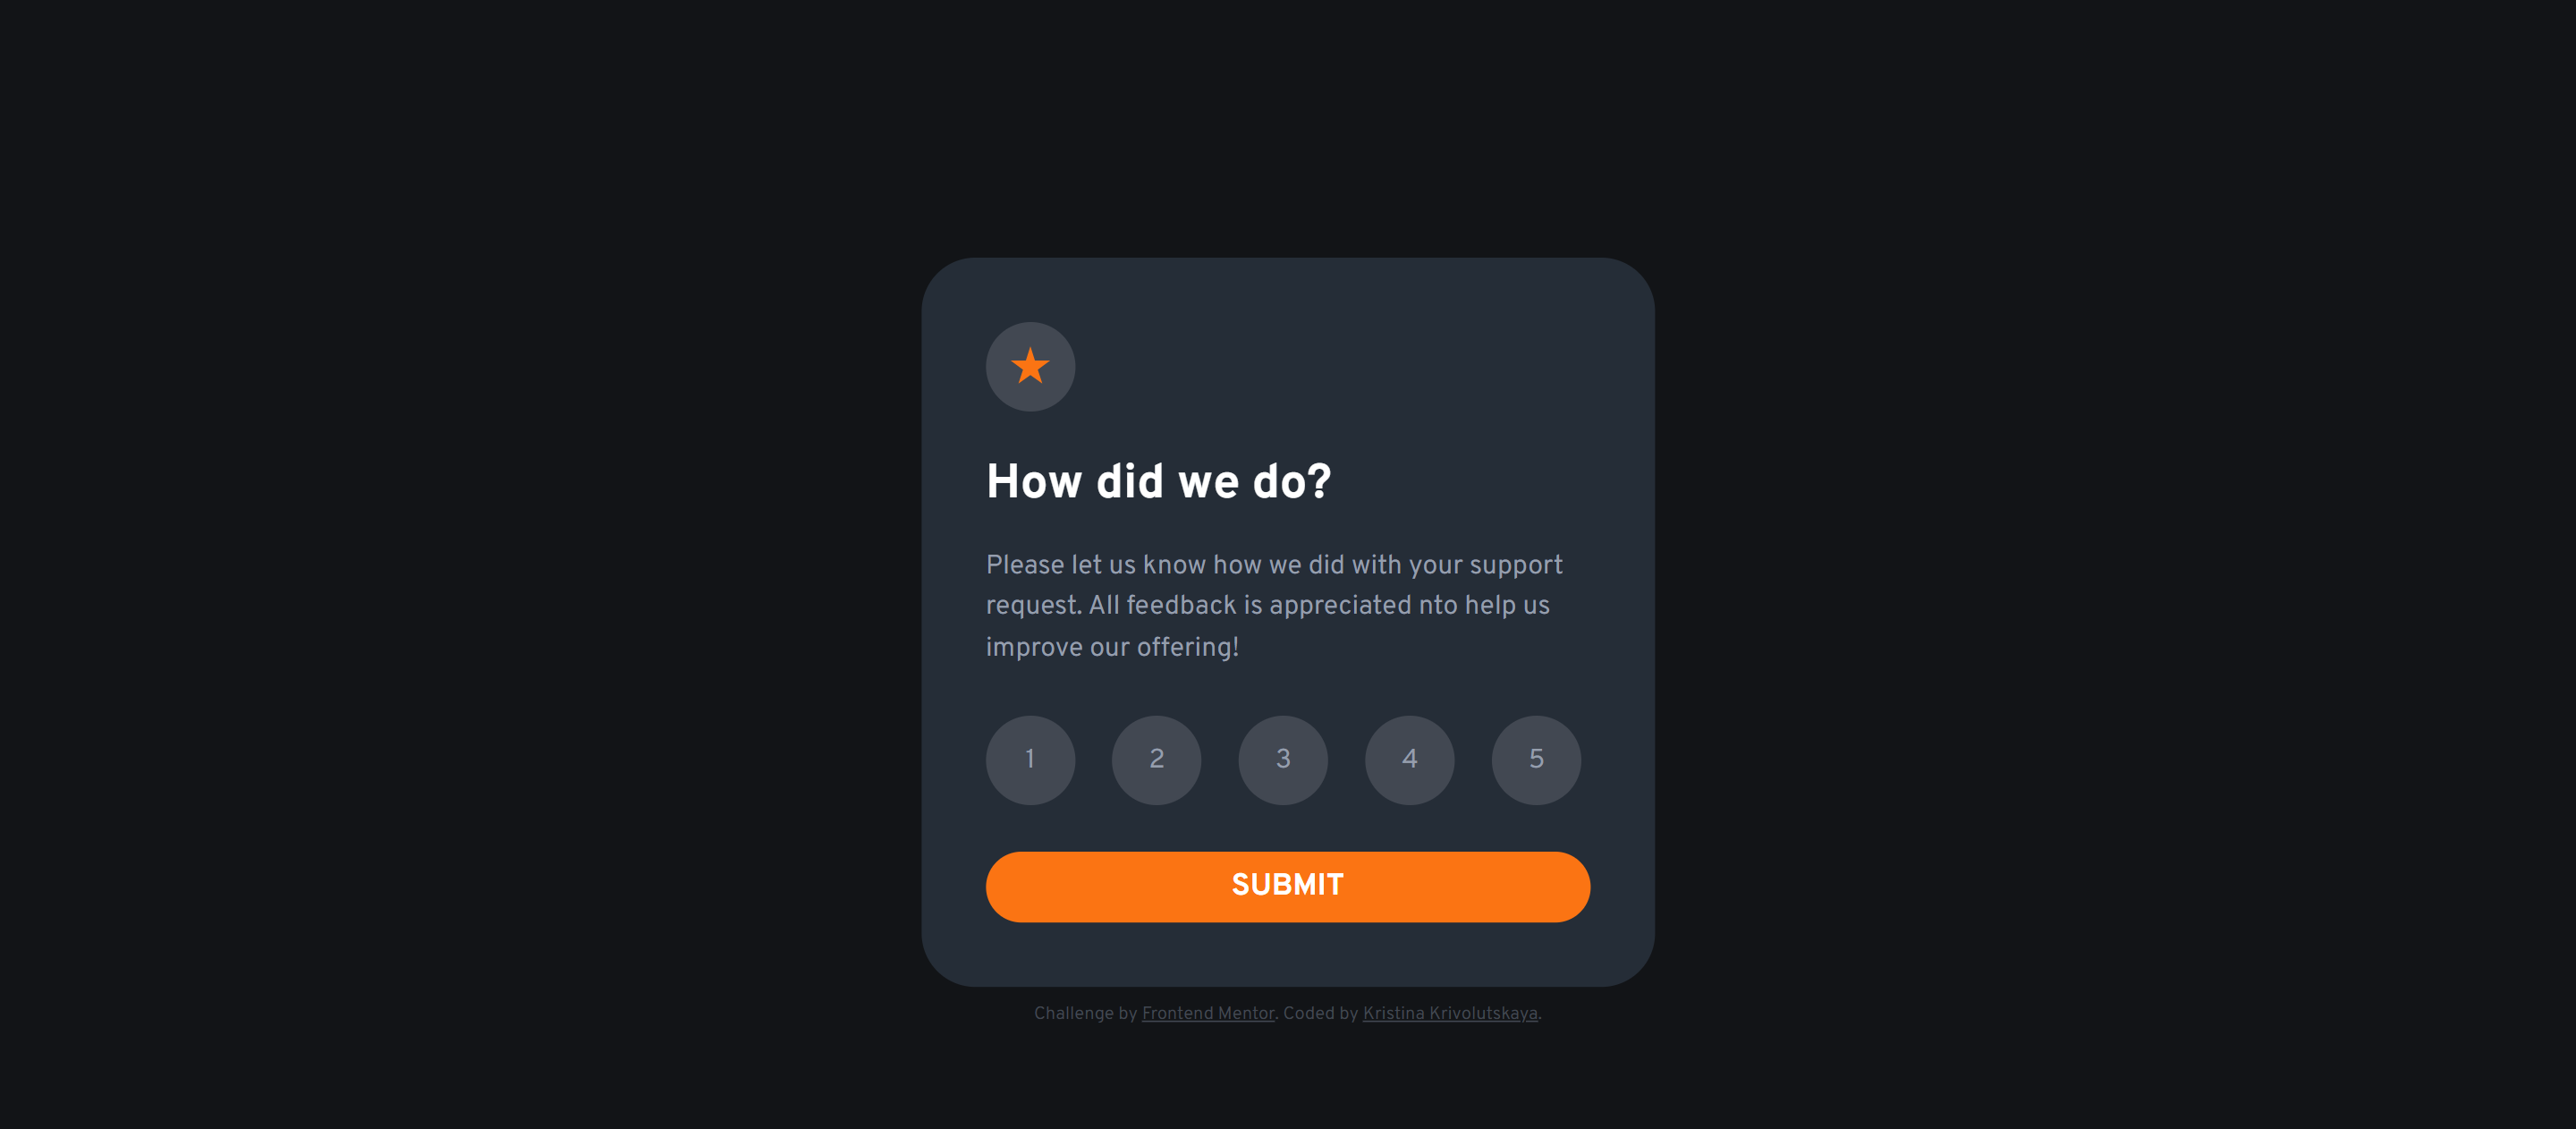 How did we do?
Please let us know how we did with your support
request. All feedback is appreciated nto help us
improve our offering!
1 2 3 4 5
SUBMIT
Challenge by Frontend Mentor. Coded by Kristina Krivolutskaya.